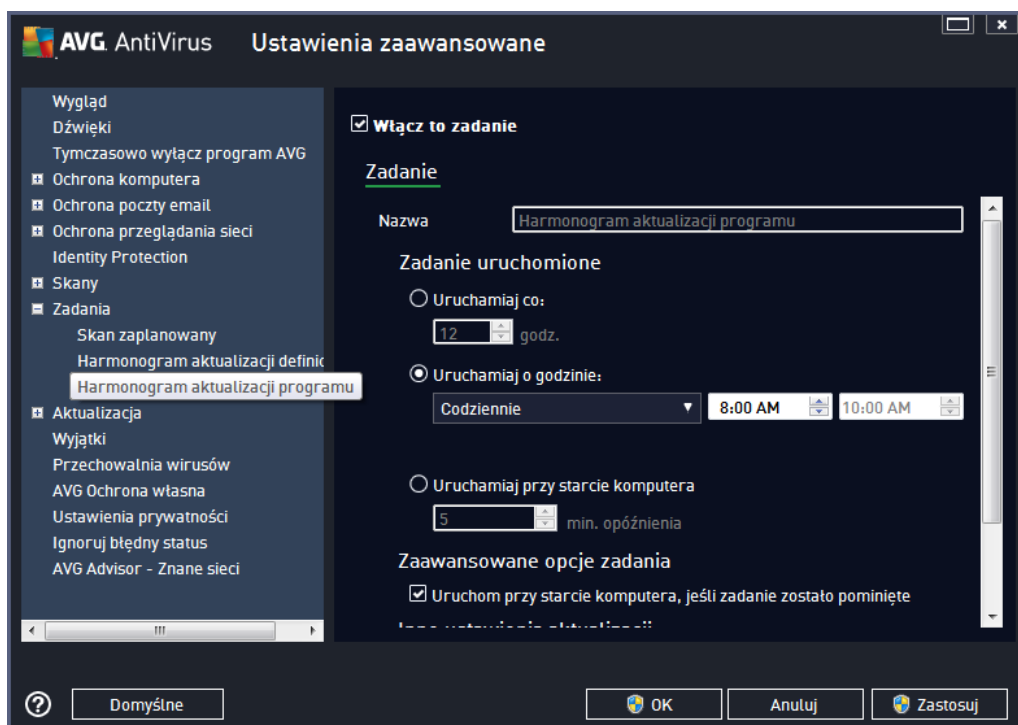 AVG. AntiVirus Ustawienia zaawansowane
Wygląd
Dźwięki
Tymczasowo wyłącz program AVG
Ochrona komputera
Ochrona poczty email
Ochrona przeglądania sieci
Identity Protection
Skany
Zadania
Skan zaplanowany
Harmonogram aktualizacji definic
Harmonogram aktualizacji programu
Aktualizacja
Wyjątki
Przechowalnia wirusów
AVG Ochrona własna
Ustawienia prywatności
Ignoruj błędny status
AVG Advisor - Znane sieci
Włącz to zadanie
Zadanie
Nazwa Harmonogram aktualizacji programu
Zadanie uruchomione
Uruchamiaj co:
12 godz.
Uruchamiaj o godzinie:
Codziennie 8:00 AM 10:00 AM
Uruchamiaj przy starcie komputera
5 min. opóźnienia
Zaawansowane opcje zadania
Uruchom przy starcie komputera, jeśli zadanie zostało pominięte
Inne ustawienia aktualizacji
Domyślne OK Anuluj Zastosuj